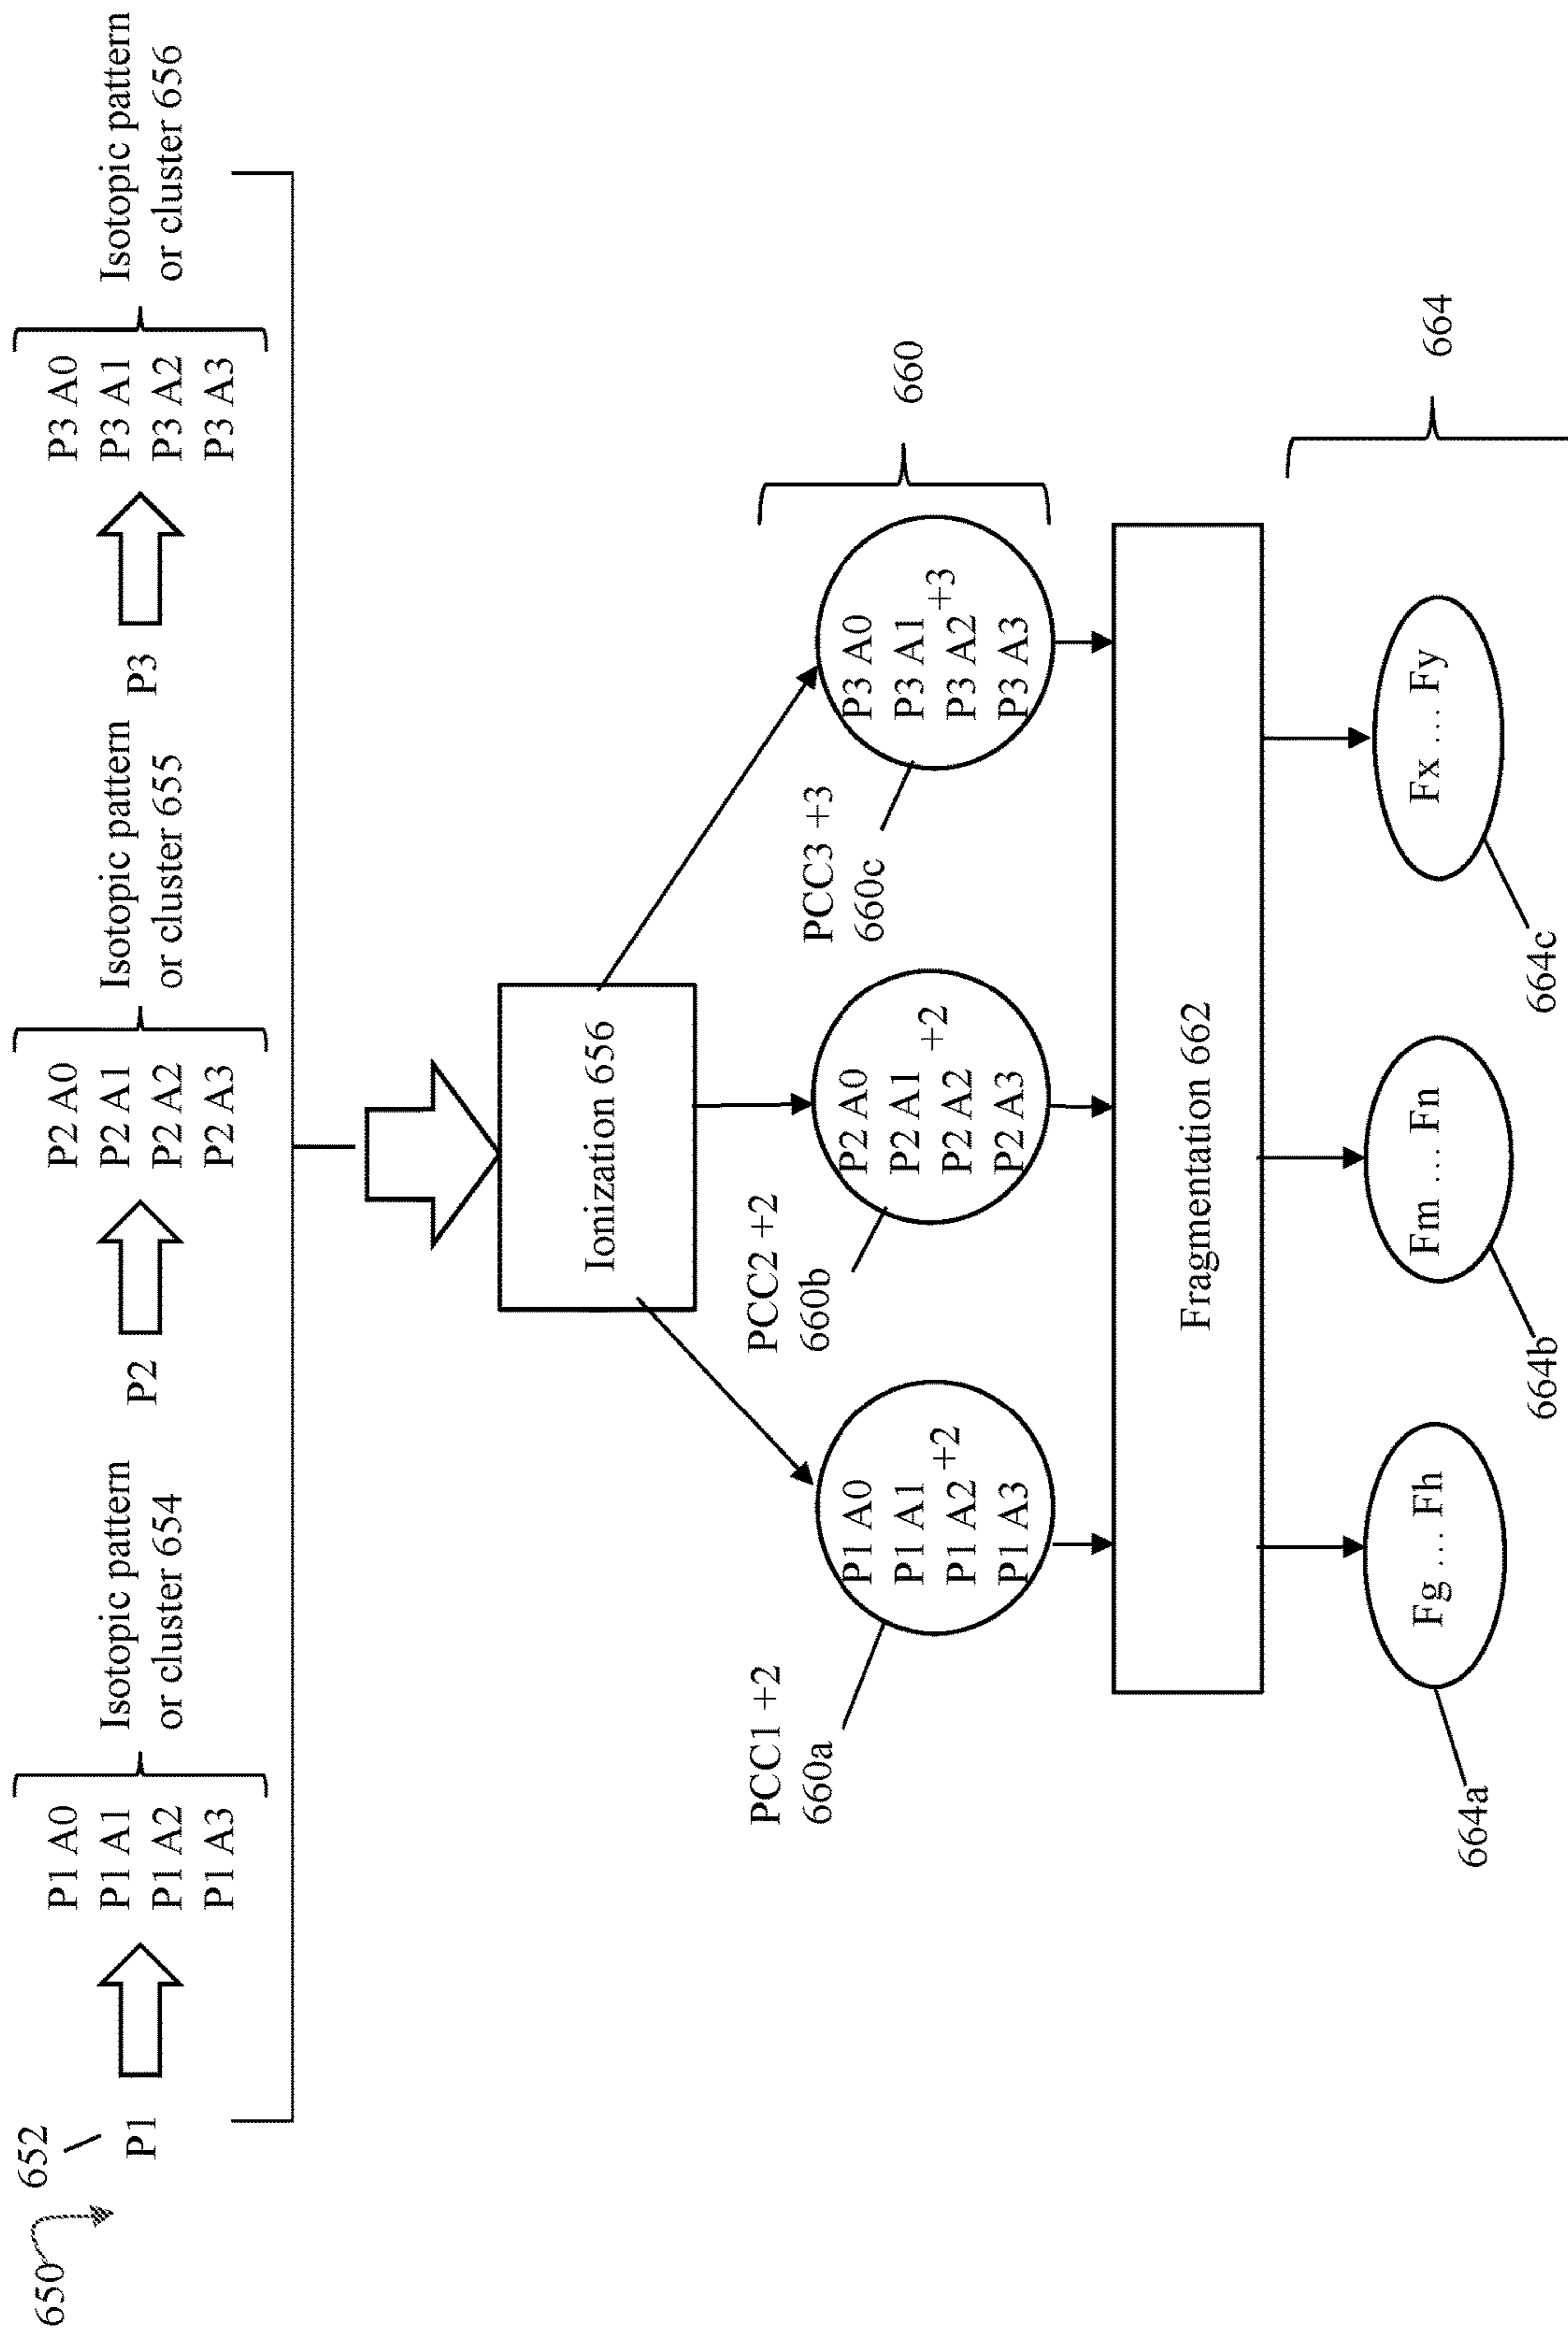 650
652
P1
P1 A0
P1 A1
P1 A2
P1 A3
Isotopic pattern
or cluster 654
P2
P2 A0
P2 A1
P2 A2
P2 A3
Isotopic pattern
or cluster 655
P3
P3 A0
P3 A1
P3 A2
P3 A3
Isotopic pattern
or cluster 656
Ionization 656
PCC1 +2
660a
P1 A0
P1 A1
P1 A2
P1 A3
+2
PCC2 +2
660b
P2 A0
P2 A1
P2 A2
P2 A3
+2
PCC3 +3
660c
P3 A0
P3 A1
P3 A2
P3 A3
+3
660
Fragmentation 662
Fg ... Fh
664a
Fm ... Fn
664b
Fx ... Fy
664c
664